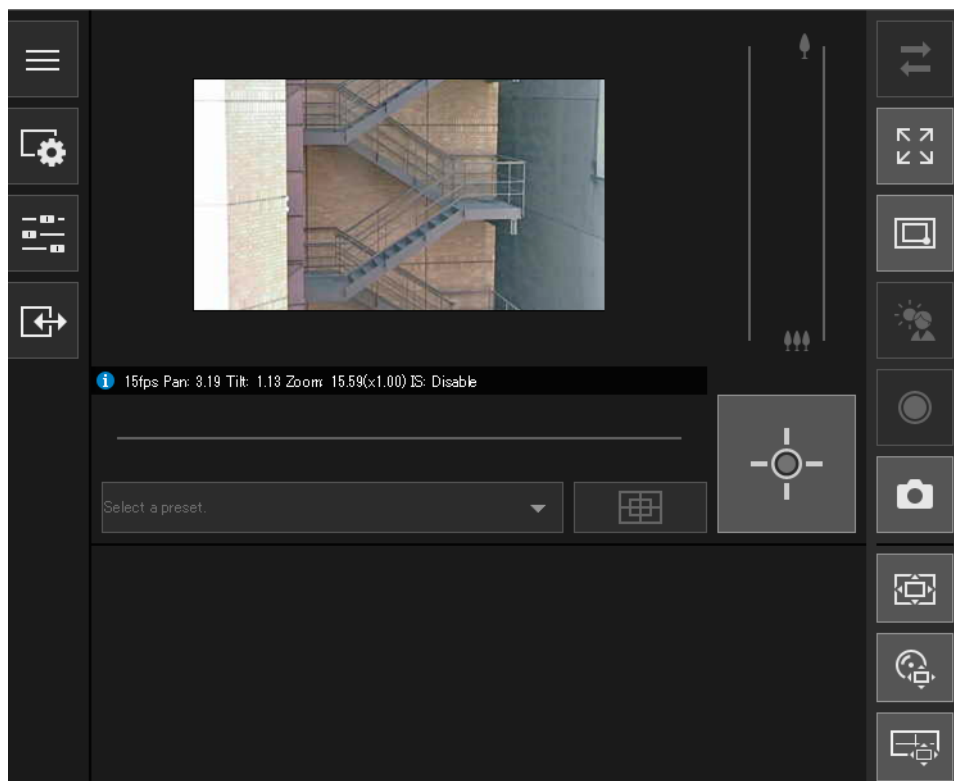 15fps Pan: 3.19 Tilt: 1.13 Zoom: 15.59(x1.00) IS: Disable
Select a preset.